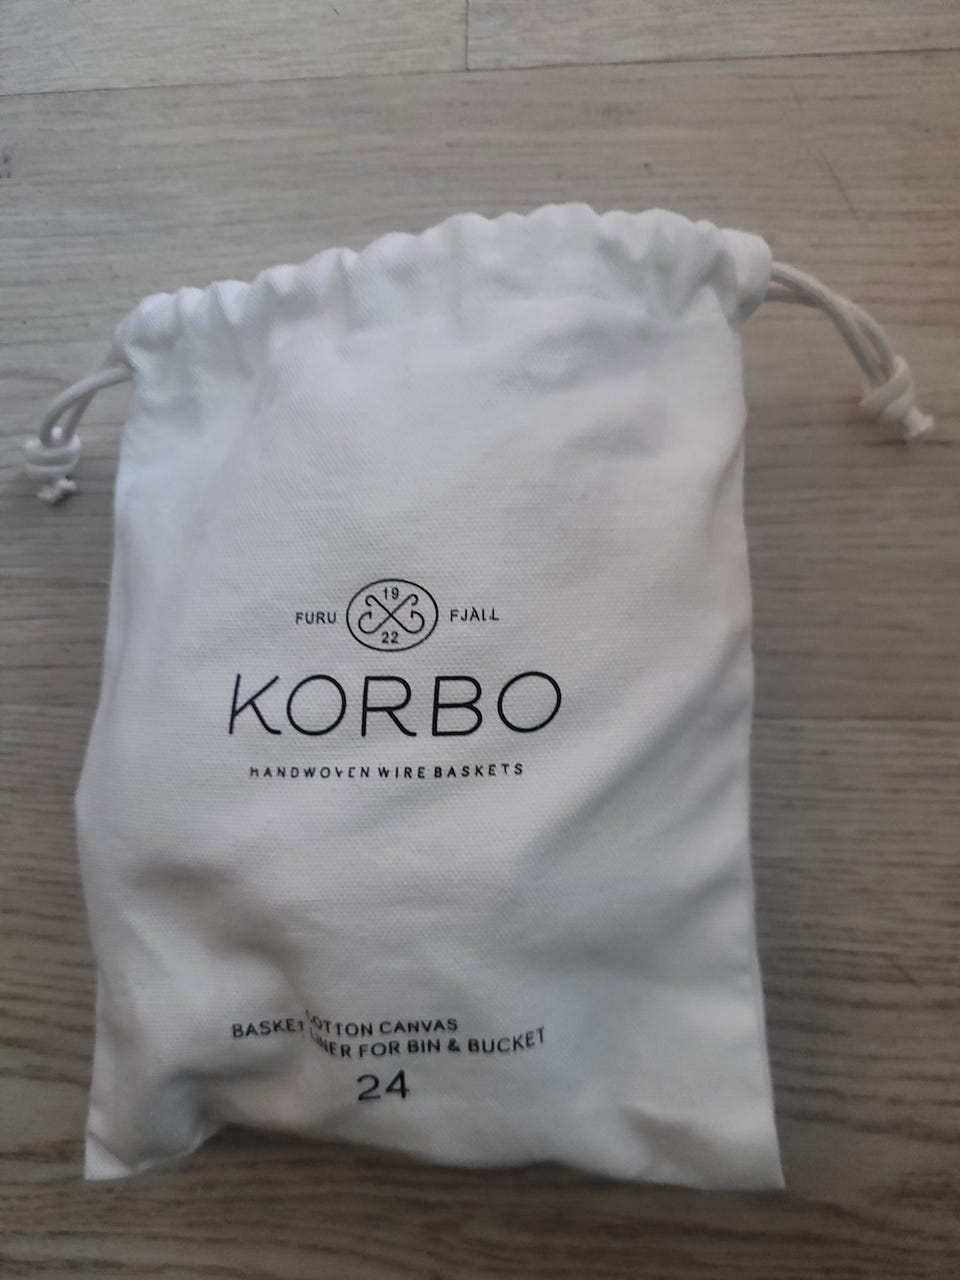 19
FURU FJÄLL
22
KORBO
HANDWOVEN WIRE BASKETS
COTTON CANVAS
BASKET LINER FOR BIN & BUCKET
24